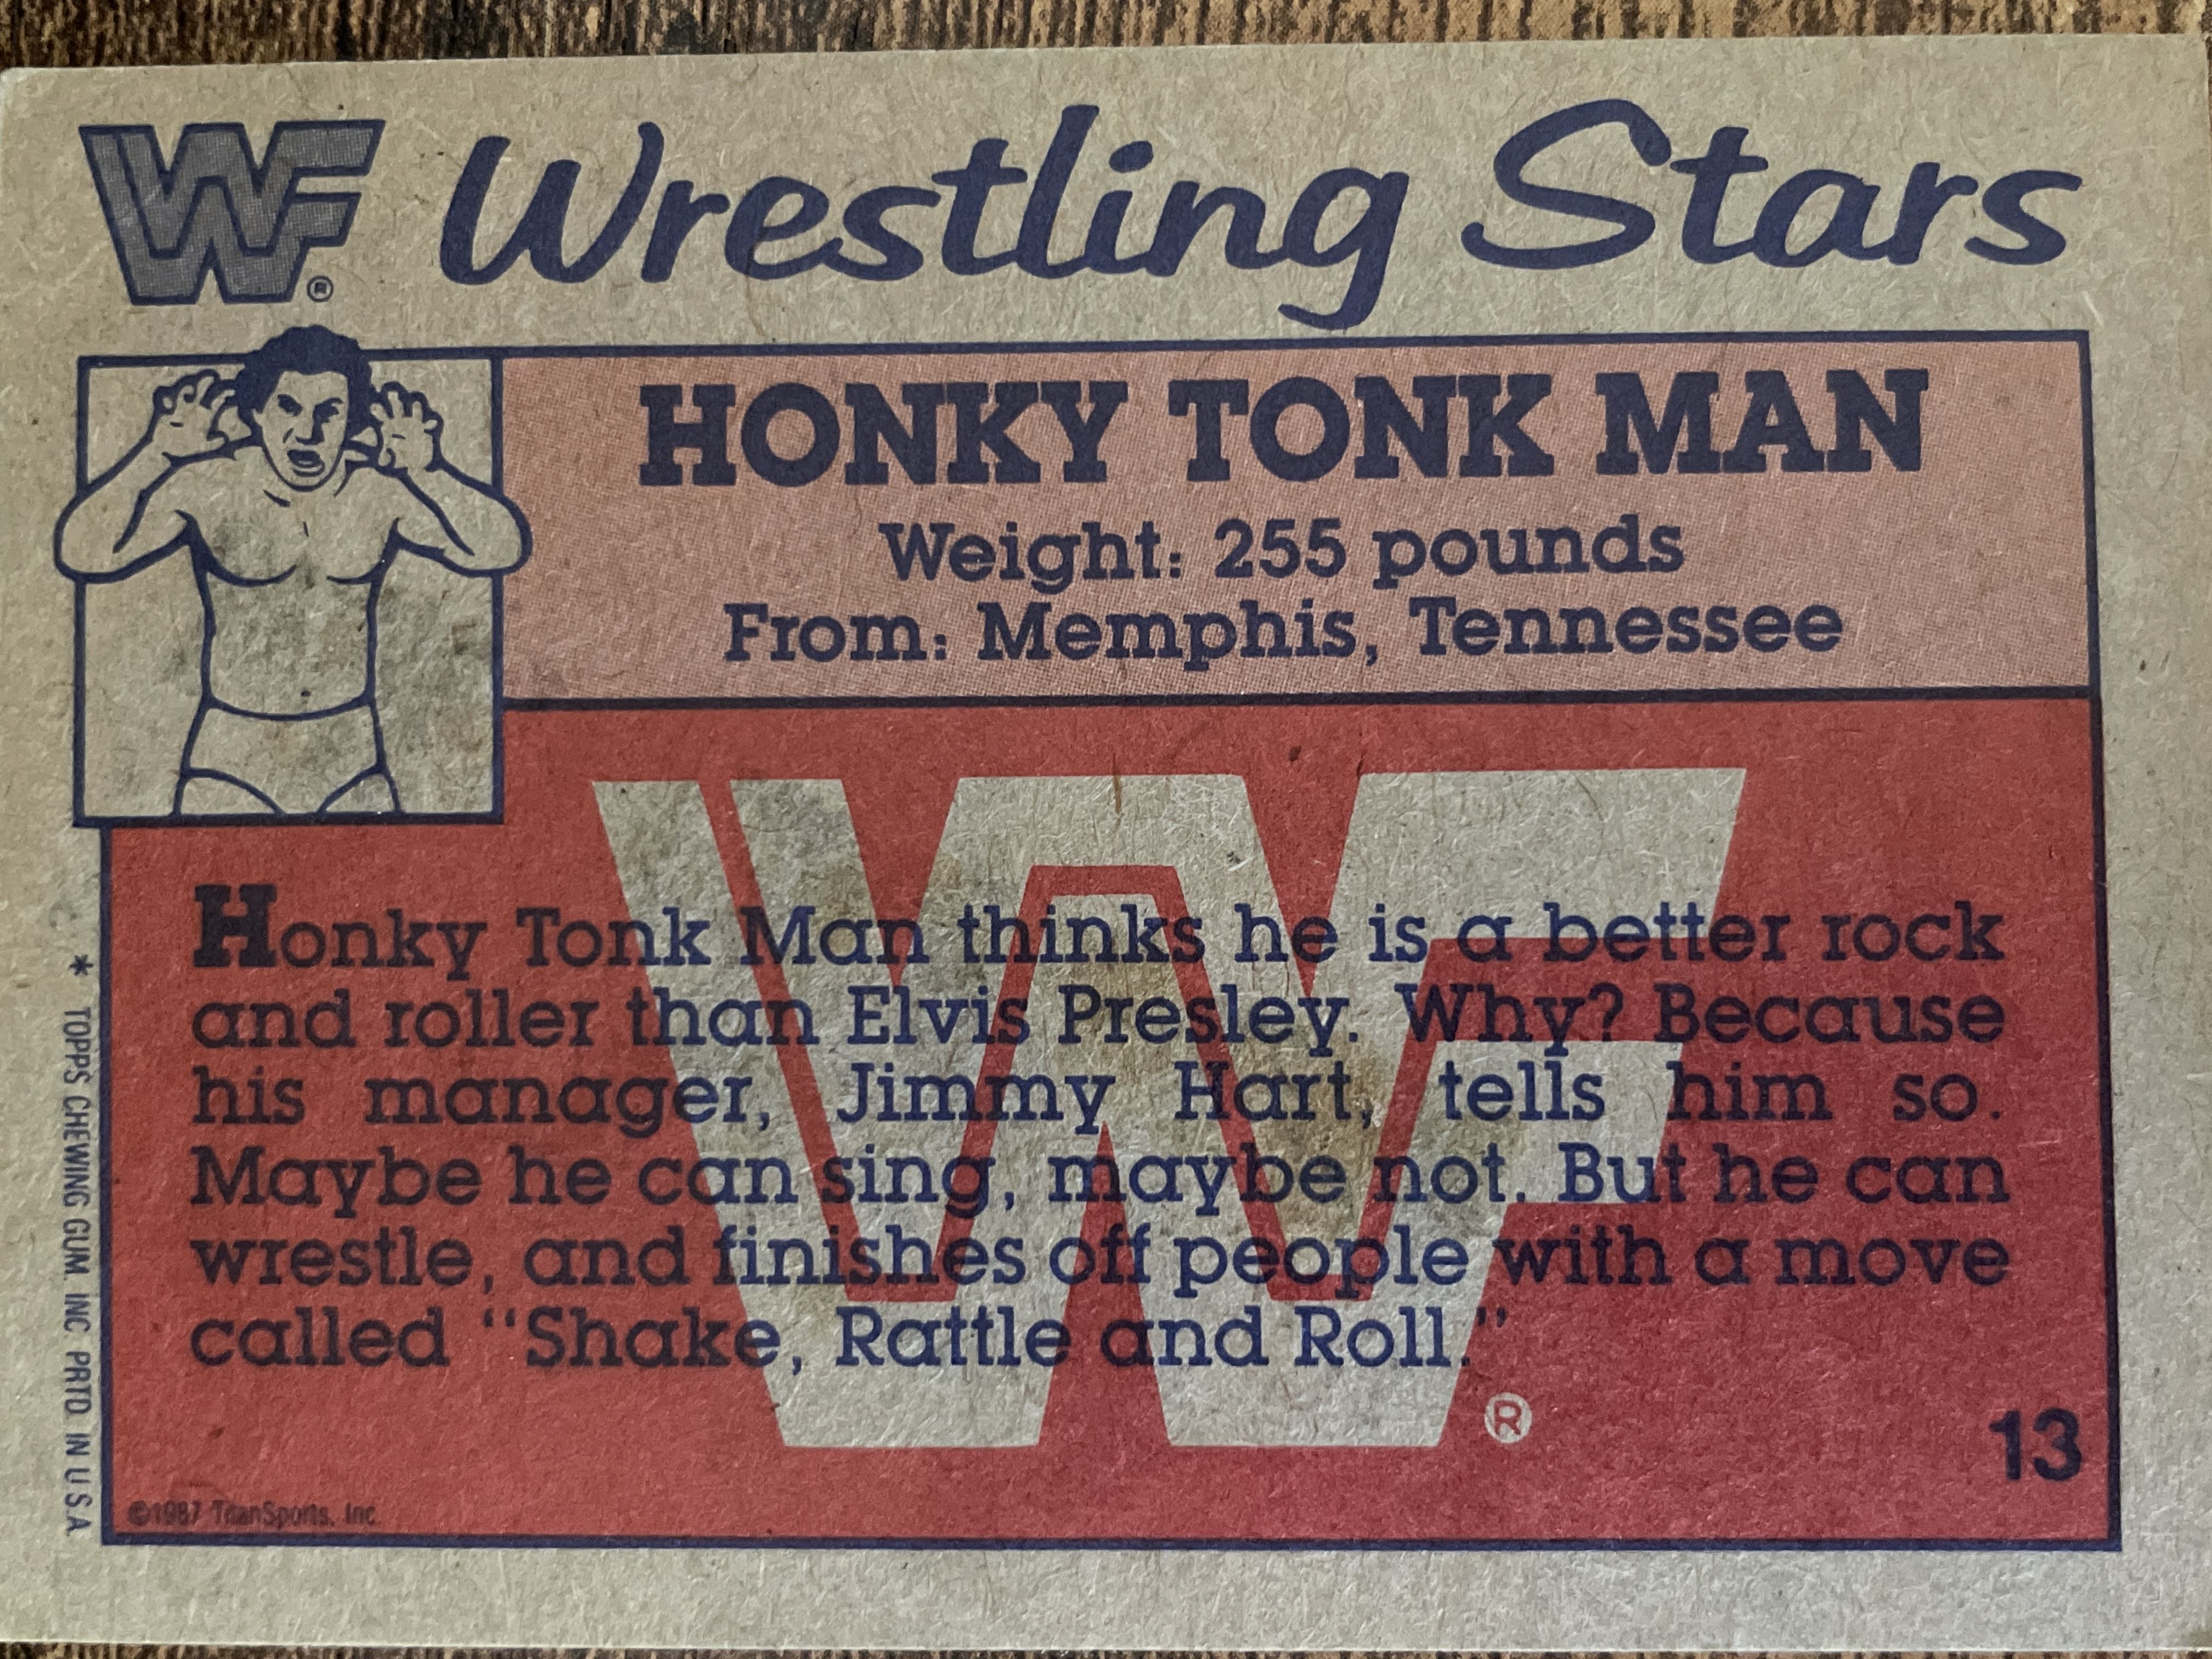 WF® Wrestling Stars
HONKY TONK MAN
Weight: 255 pounds
From: Memphis, Tennessee
Honky Tonk Man thinks he is a better rock
and roller than Elvis Presley. Why? Because
his manager, Jimmy Hart, tells him so.
Maybe he can sing, maybe not. But he can
wrestle, and finishes off people with a move
called “Shake, Rattle and Roll.”
®
13
©1987 TitanSports, Inc.
* TOPPS CHEWING GUM, INC. PRTD. IN U.S.A.